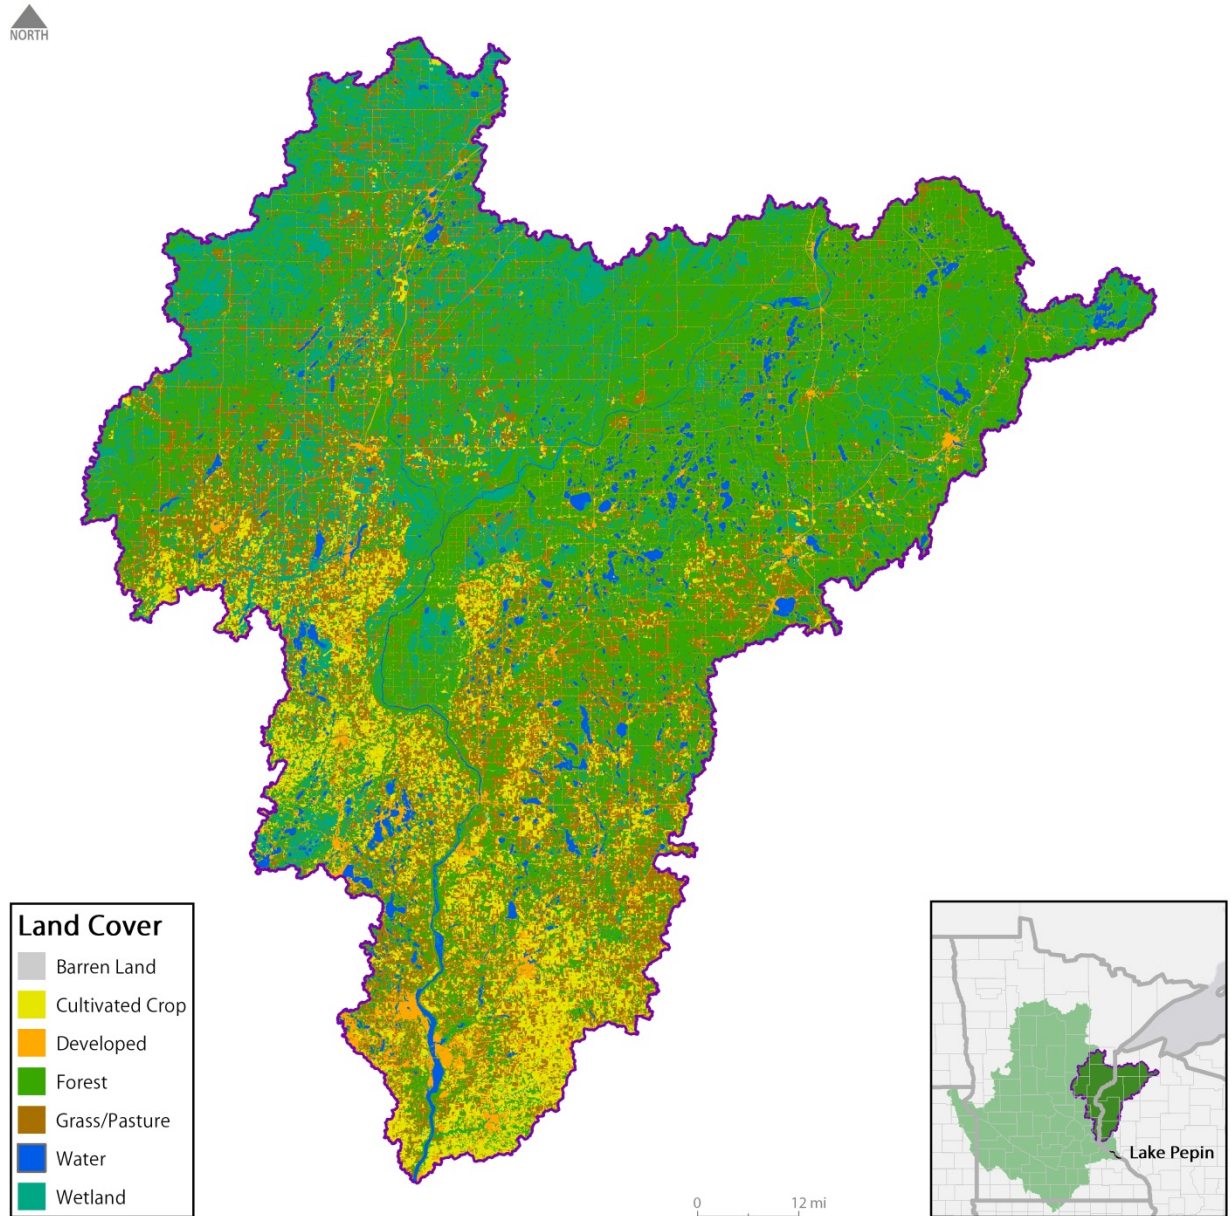 NORTH
Land Cover
Barren Land
Cultivated Crop
Developed
Forest
Grass/Pasture
Water
Wetland
0 12 mi
Lake Pepin